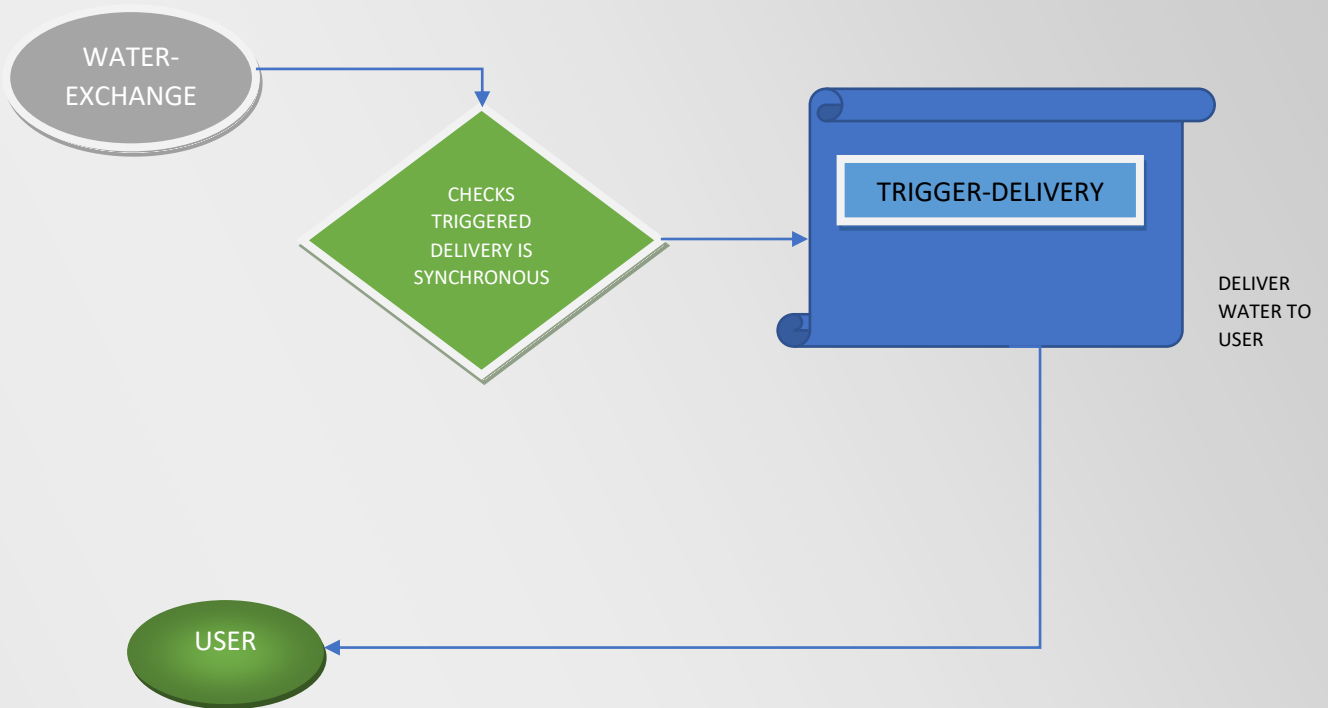 WATER-
EXCHANGE
CHECKS
TRIGGERED
DELIVERY IS
SYNCHRONOUS
TRIGGER-DELIVERY
DELIVER
WATER TO
USER
USER